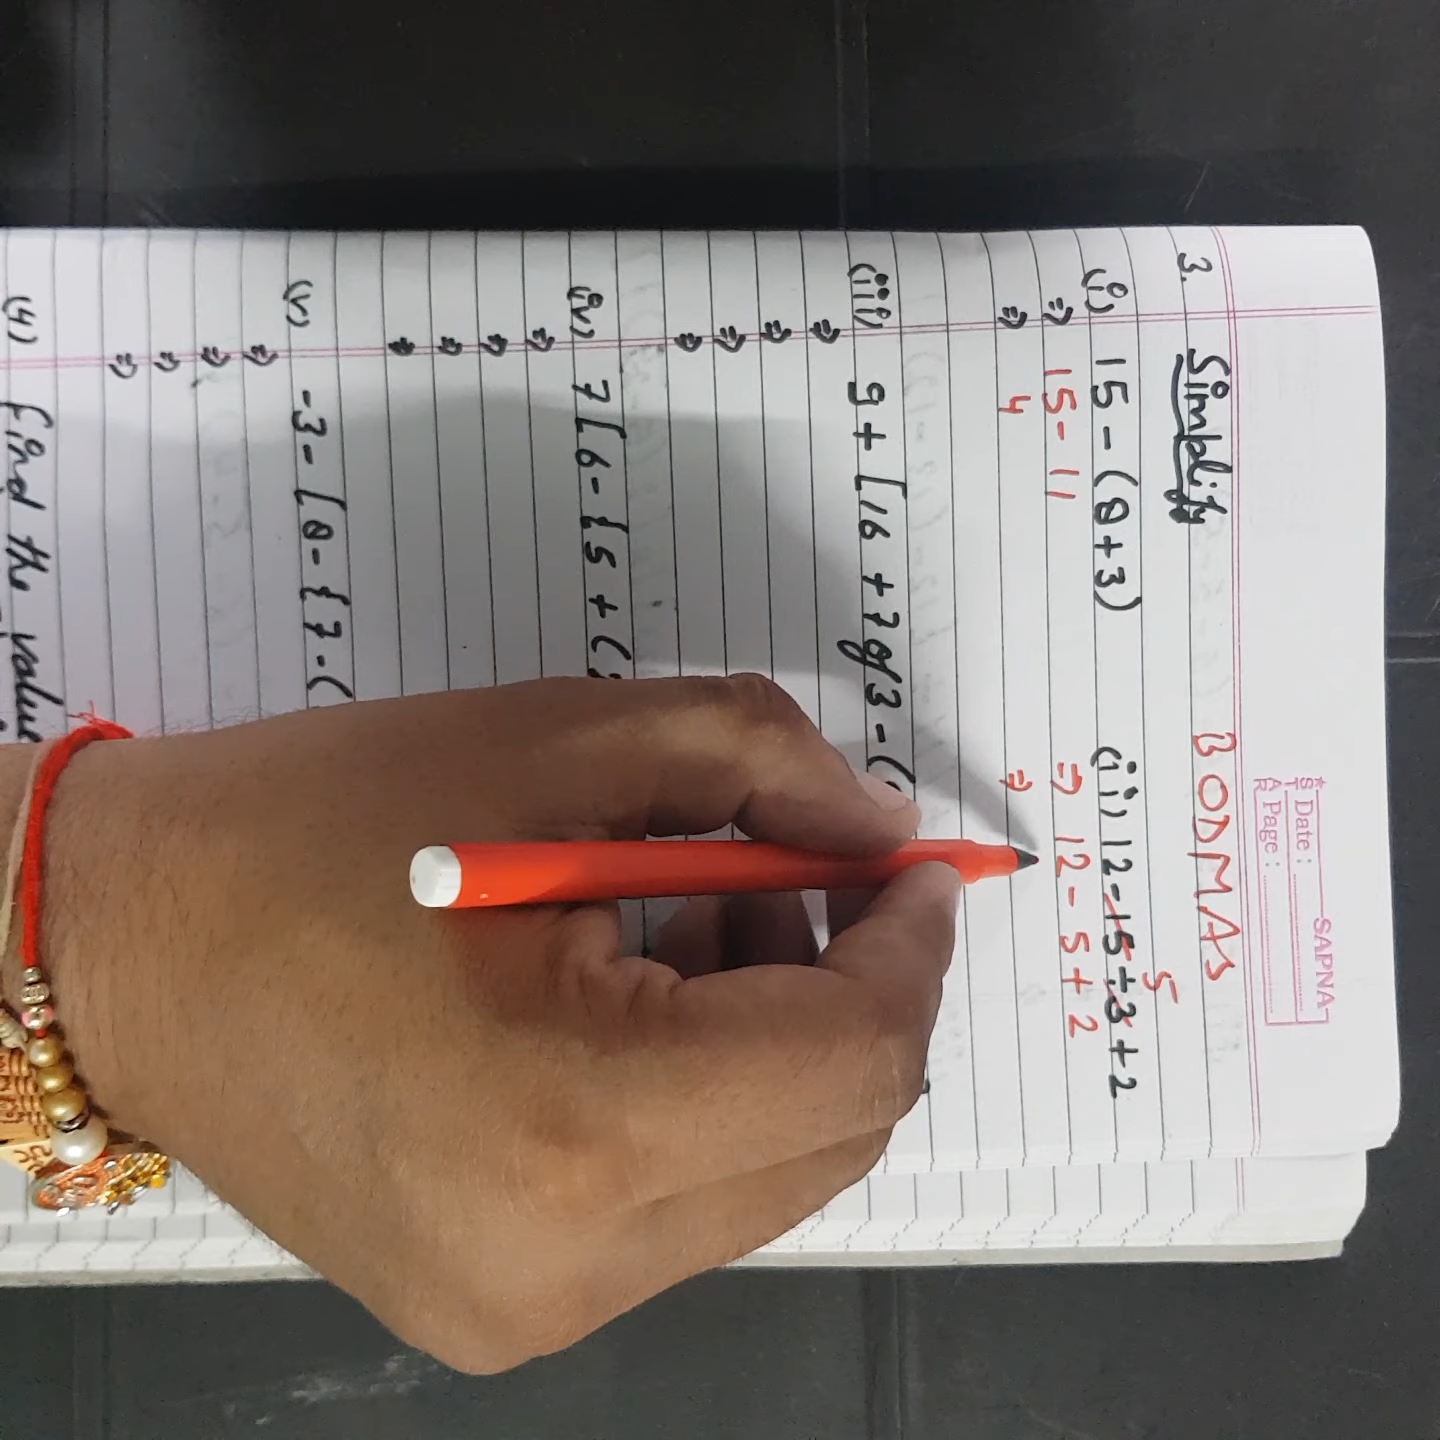 SAPNA
Date :
Page :
STAR
3. Simplify BODMAS
(i) 15 - (8+3) (ii) 12-15÷3+2
5
⇒ 15 - 11 ⇒ 12 - 5 + 2
⇒ 4 ⇒
(iii) 9 + [16 + 7 of 3 - (
⇒
⇒
⇒
⇒
(iv) 7 [ 6 - { 5 + (
⇒
⇒
⇒
⇒
(v) -3 - [ 8 - { 7 - (
⇒
⇒
⇒
⇒
(4) find the value